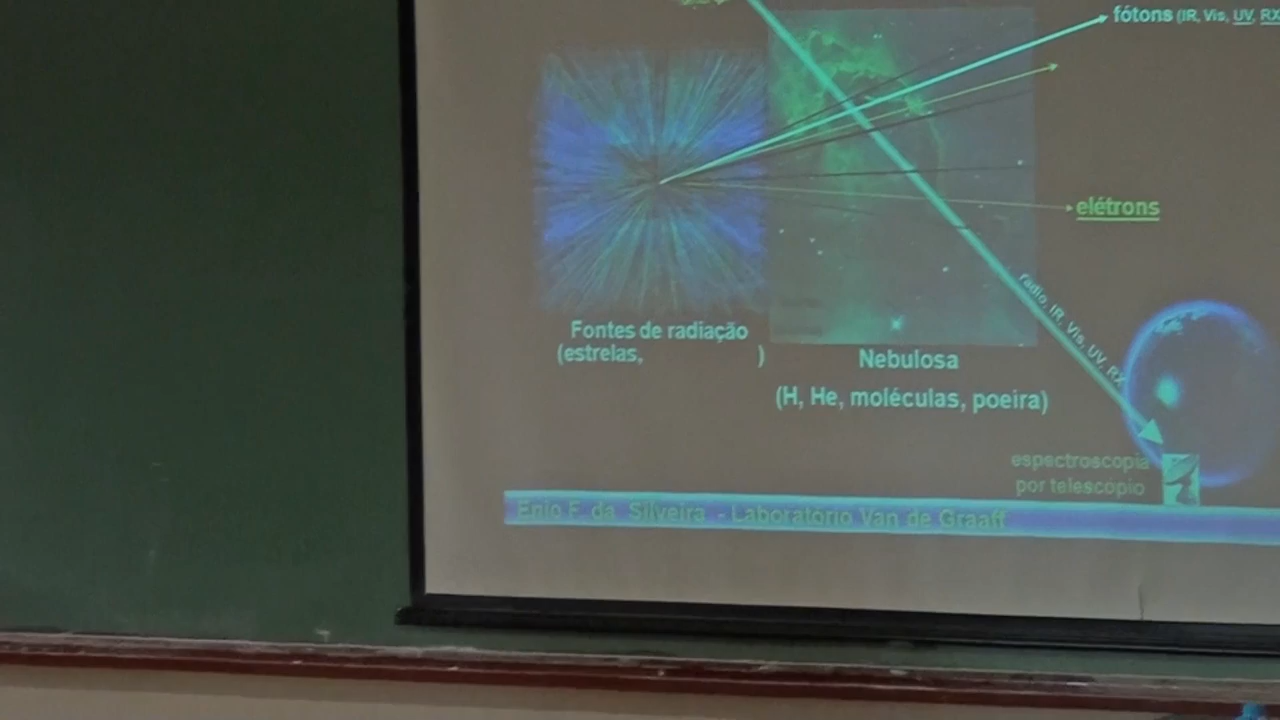 fótons (IR, Vis, UV, RX
elétrons
radio, IR, Vis, UV, RX
Fontes de radiação
(estrelas, )
Nebulosa
(H, He, moléculas, poeira)
espectroscopia
por telescópio
Enio F. da Silveira - Laboratório Van de Graaff